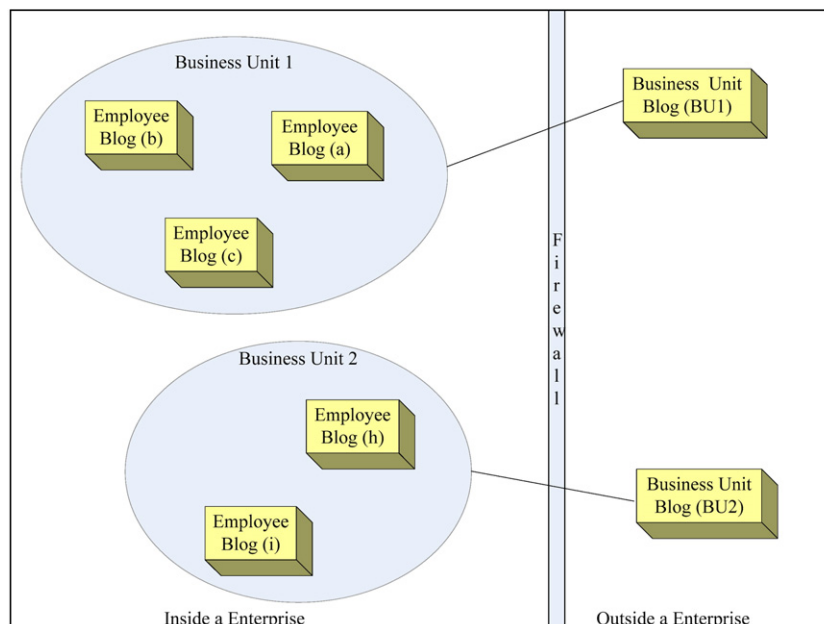 Business Unit 1
Employee
Blog (b)
Employee
Blog (a)
Employee
Blog (c)
Business Unit
Blog (BU1)
Firewall
Business Unit 2
Employee
Blog (h)
Employee
Blog (i)
Business Unit
Blog (BU2)
Inside a Enterprise
Outside a Enterprise